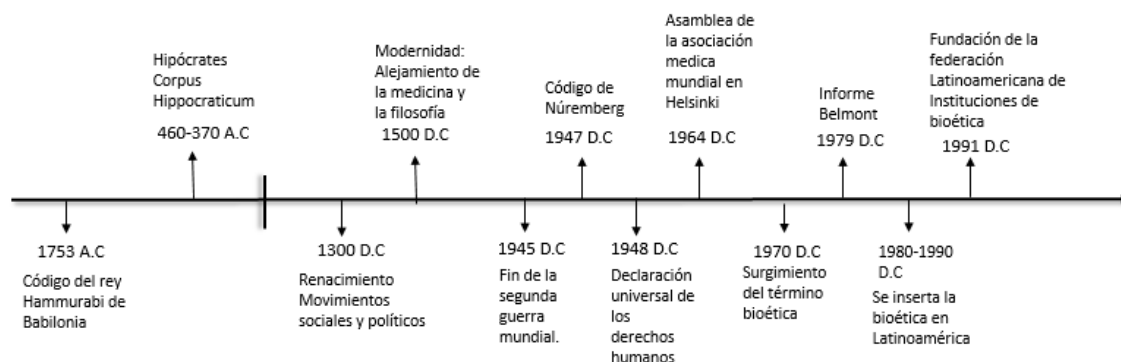 Hipócrates
Corpus
Hippocraticum
460-370 A.C
Modernidad:
Alejamiento de
la medicina y
la filosofía
1500 D.C
Código de
Núremberg
1947 D.C
Asamblea de
la asociación
medica
mundial en
Helsinki
1964 D.C
Informe
Belmont
1979 D.C
Fundación de la
federación
Latinoamericana de
Instituciones de
bioética
1991 D.C
1753 A.C
Código del rey
Hammurabi de
Babilonia
1300 D.C
Renacimiento
Movimientos
sociales y políticos
1945 D.C
Fin de la
segunda
guerra
mundial.
1948 D.C
Declaración
universal de
los
derechos
humanos
1970 D.C
Surgimiento
del término
bioética
1980-1990
D.C
Se inserta la
bioética en
Latinoamérica